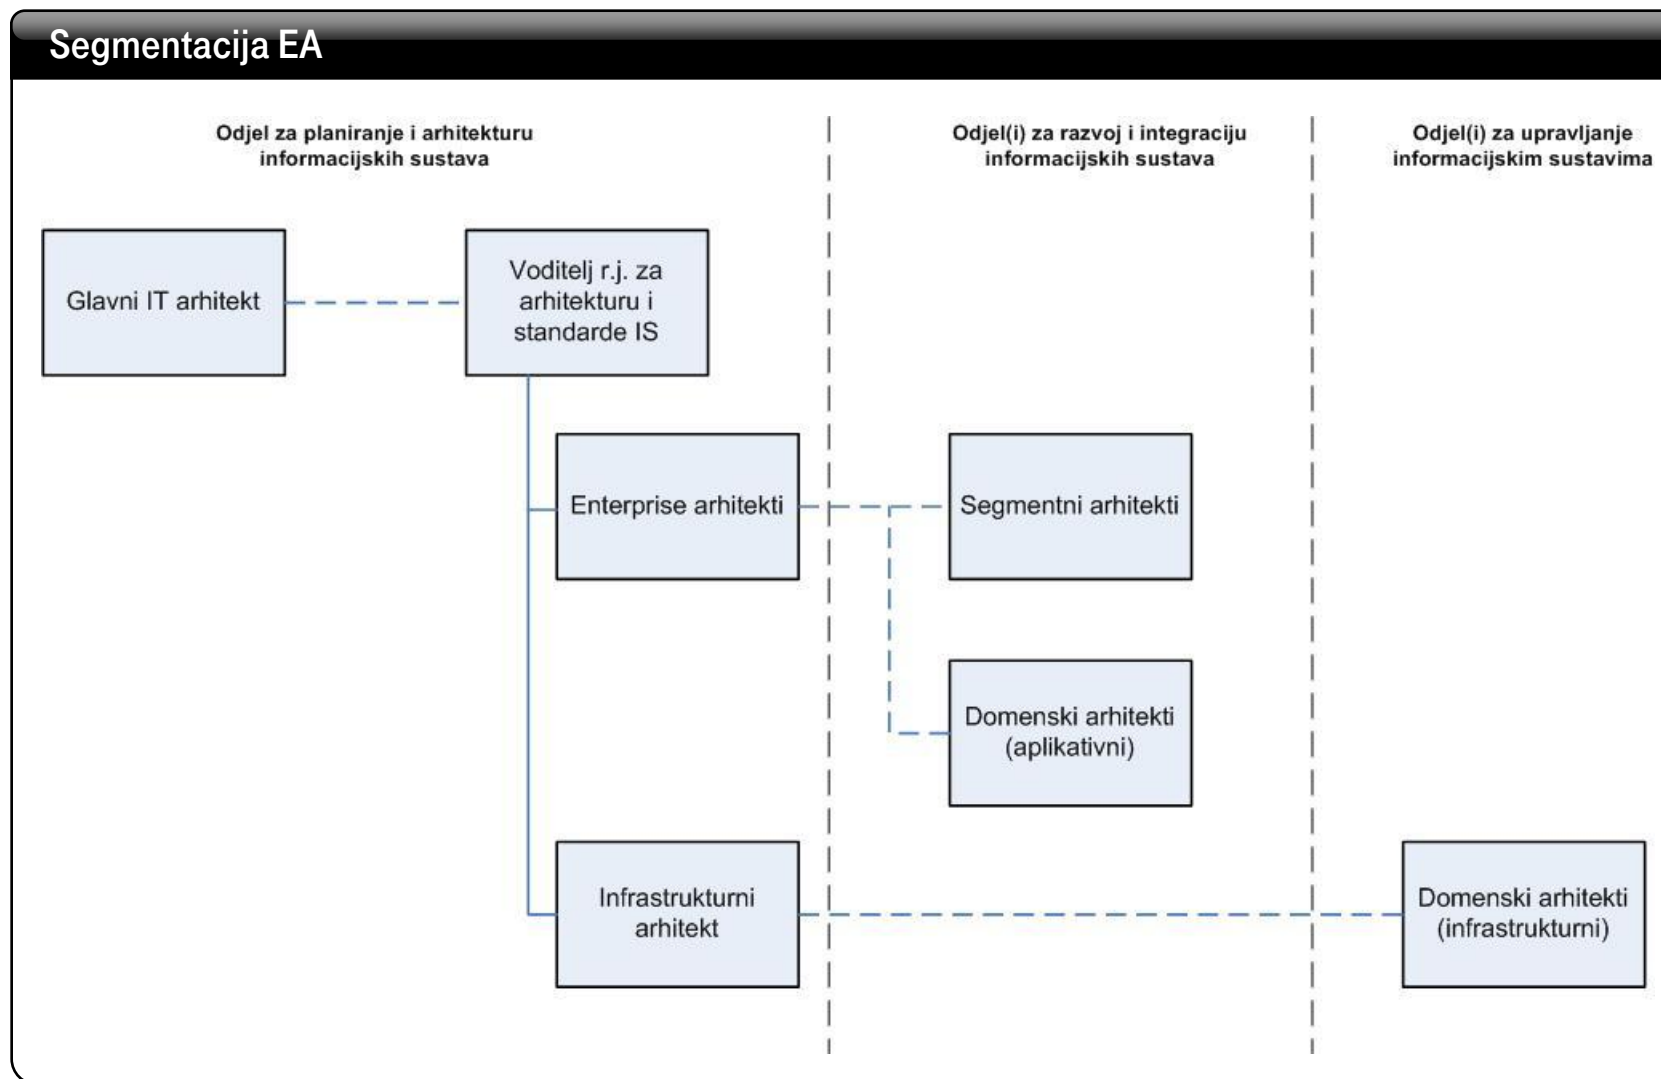 Segmentacija EA
Odjel za planiranje i arhitekturu
informacijskih sustava
Odjel(i) za razvoj i integraciju
informacijskih sustava
Odjel(i) za upravljanje
informacijskim sustavima
Glavni IT arhitekt
Voditelj r.j. za
arhitekturu i
standarde IS
Enterprise arhitekti
Segmentni arhitekti
Domenski arhitekti
(aplikativni)
Infrastrukturni
arhitekt
Domenski arhitekti
(infrastrukturni)